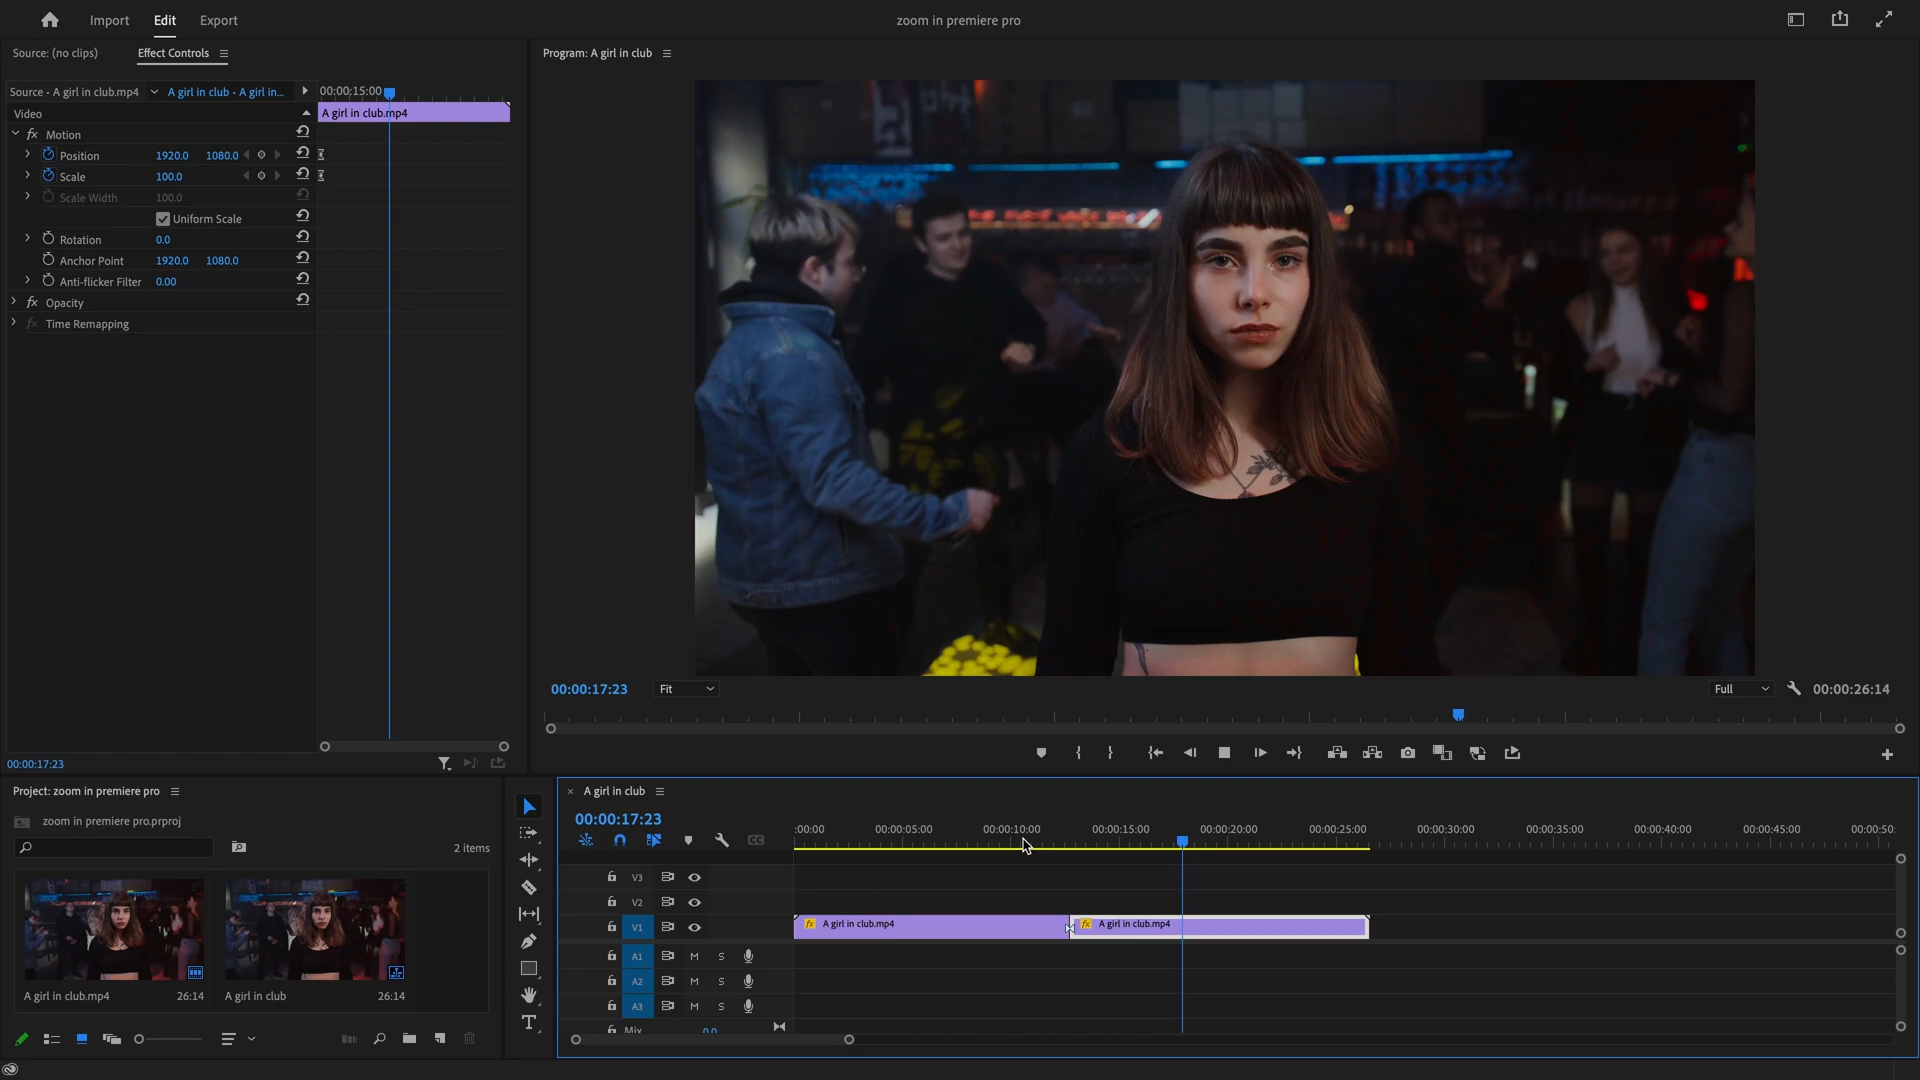 Import Edit Export zoom in premiere pro
Source: (no clips) Effect Controls Program: A girl in club
Source • A girl in club.mp4 A girl in club • A girl in... 00:00:15:00
Video A girl in club.mp4
fx Motion
Position 1920.0 1080.0
Scale 100.0
Scale Width 100.0
Uniform Scale
Rotation 0.0
Anchor Point 1920.0 1080.0
Anti-flicker Filter 0.00
fx Opacity
fx Time Remapping
00:00:17:23 Fit Full 00:00:26:14
00:00:17:23
Project: zoom in premiere pro
zoom in premiere pro.prproj
2 items
A girl in club.mp4 26:14 A girl in club 26:14
× A girl in club
00:00:17:23
:00:00 00:00:05:00 00:00:10:00 00:00:15:00 00:00:20:00 00:00:25:00 00:00:30:00 00:00:35:00 00:00:40:00 00:00:45:00 00:00:50:
CC
V3
V2
V1 fx A girl in club.mp4 fx A girl in club.mp4
A1 M S
A2 M S
A3 M S
Mix 0.0
T